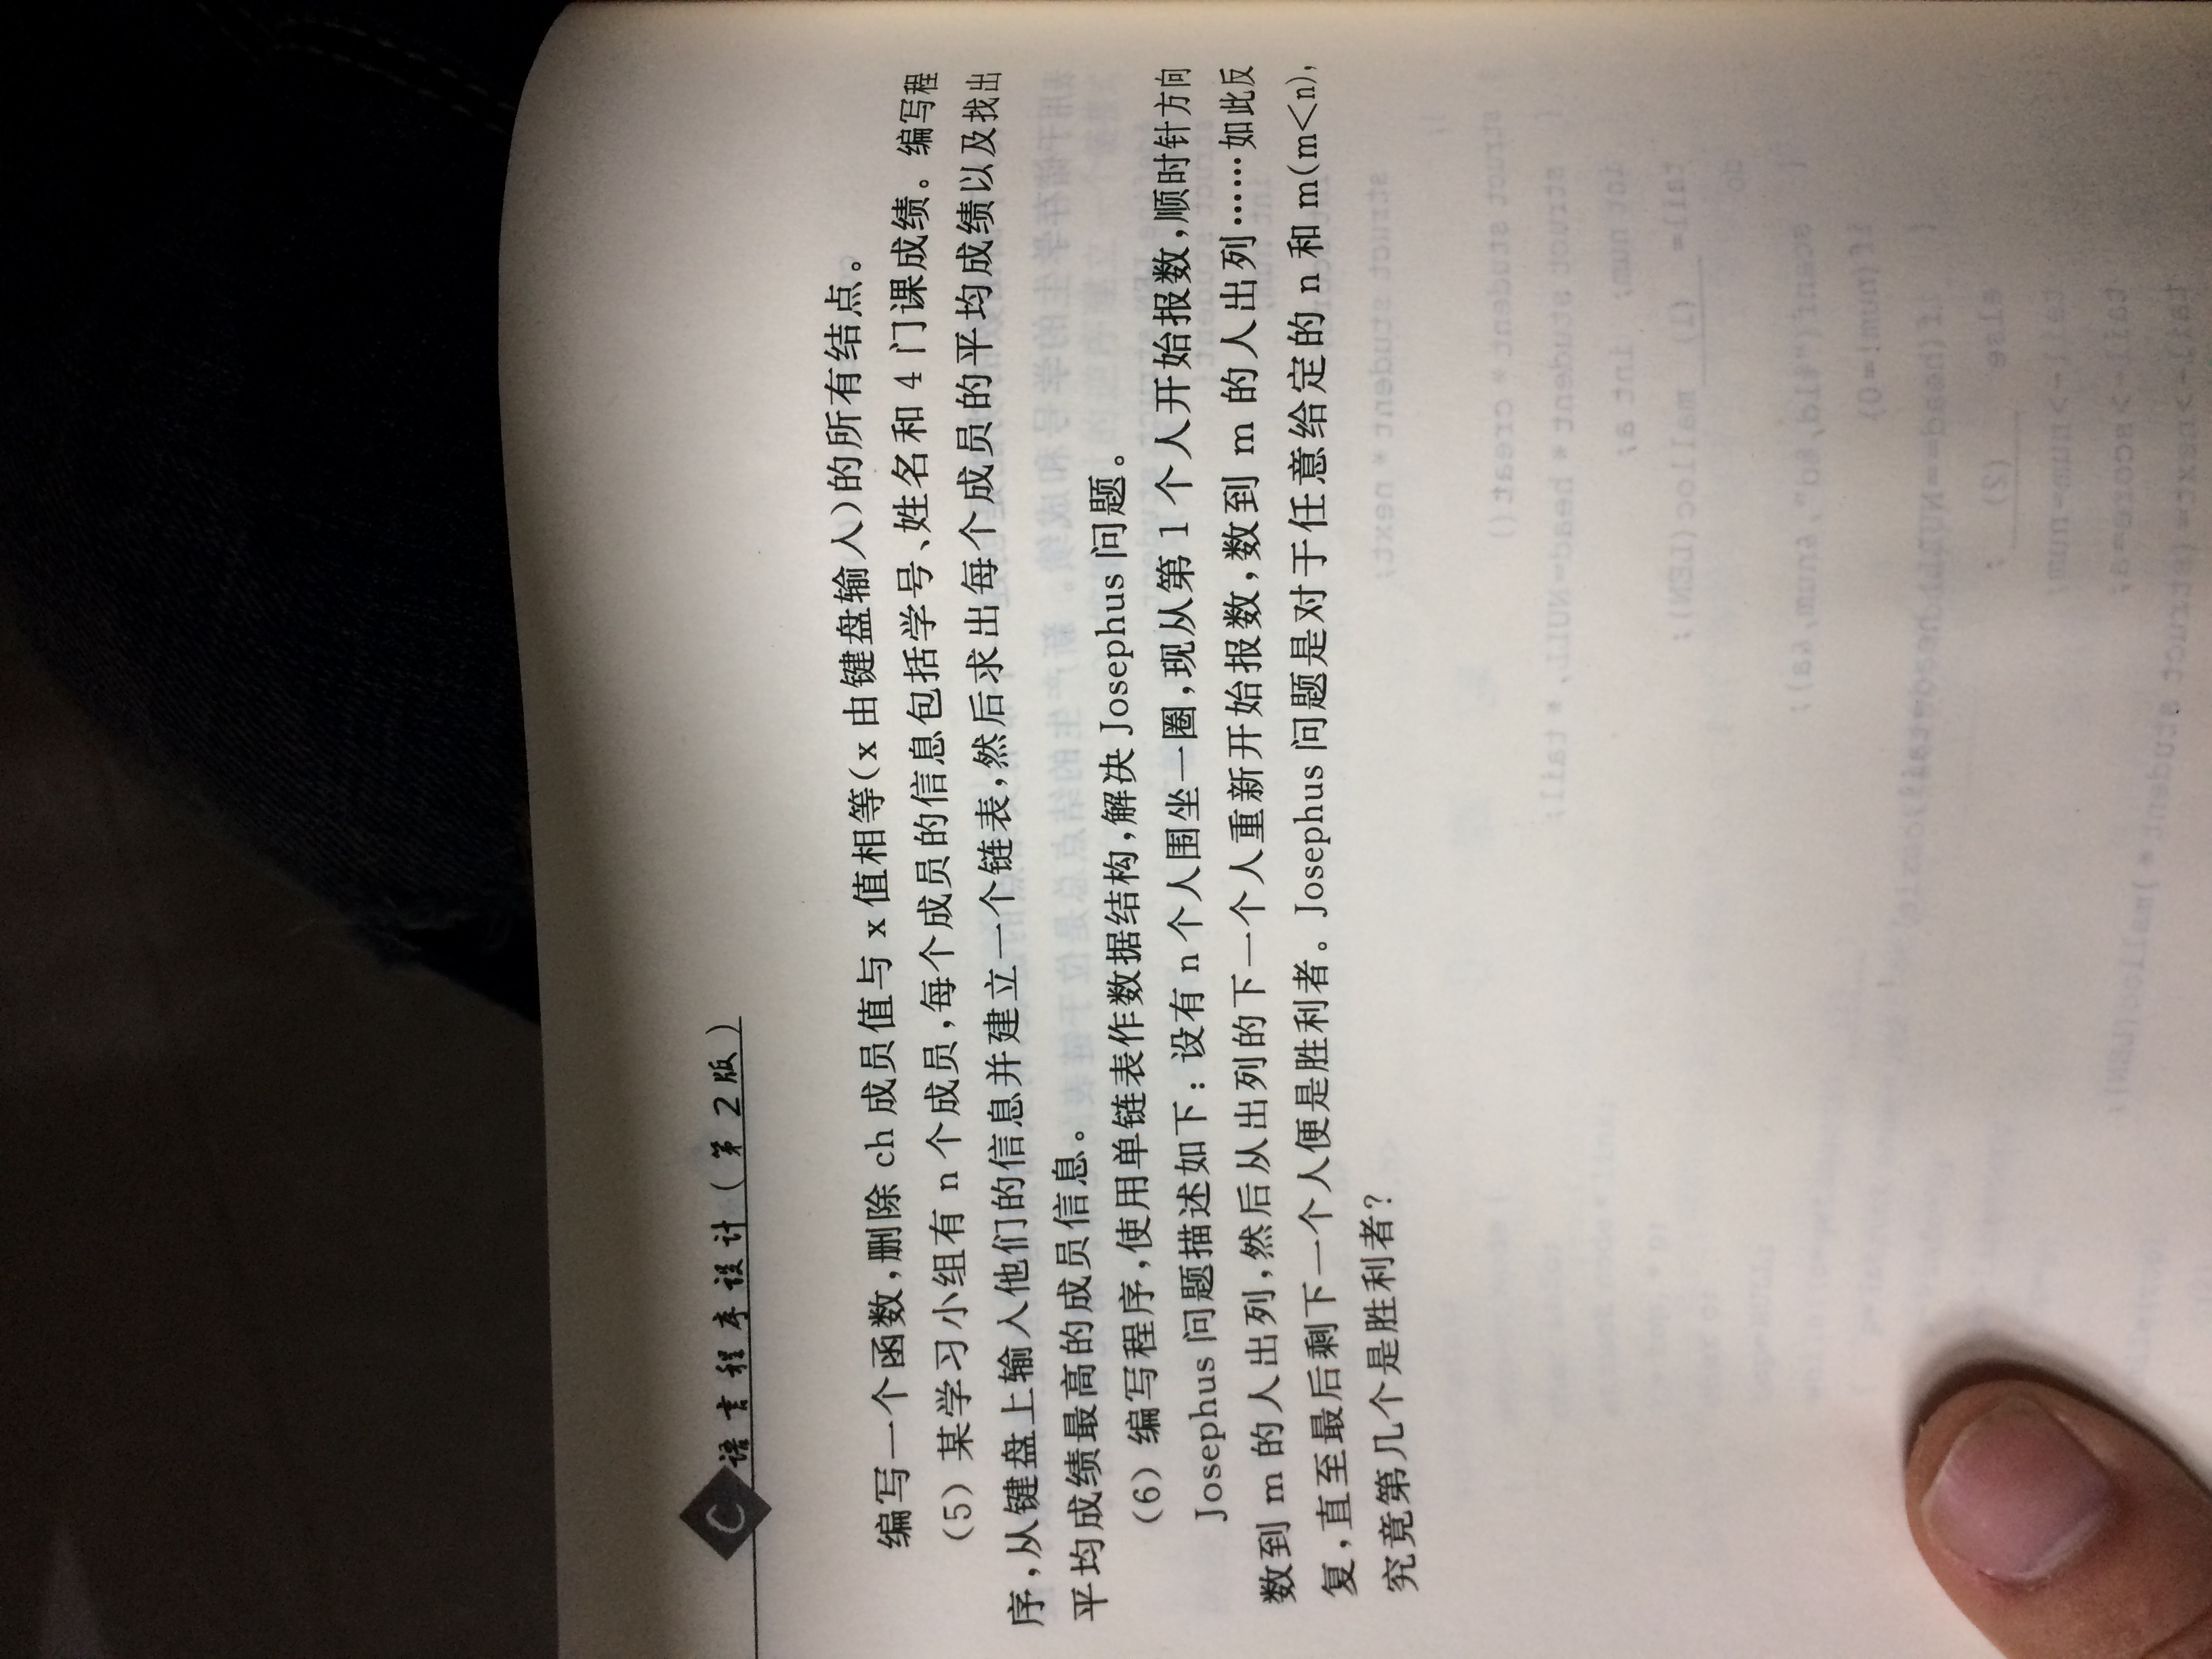 C 语言程序设计(第2版)
编写一个函数,删除 ch 成员值与 x 值相等(x 由键盘输入)的所有结点。
(5) 某学习小组有 n 个成员,每个成员的信息包括学号、姓名和 4 门课成绩。编写程
序,从键盘上输入他们的信息并建立一个链表,然后求出每个成员的平均成绩以及找出
平均成绩最高的成员信息。
(6) 编写程序,使用单链表作数据结构,解决 Josephus 问题。
Josephus 问题描述如下:设有 n 个人围坐一圈,现从第 1 个人开始报数,顺时针方向
数到 m 的人出列,然后从出列的下一个人重新开始报数,数到 m 的人出列……如此反
复,直至最后剩下一个人便是胜利者。Josephus 问题是对于任意给定的 n 和 m(m<n),
究竟第几个是胜利者?